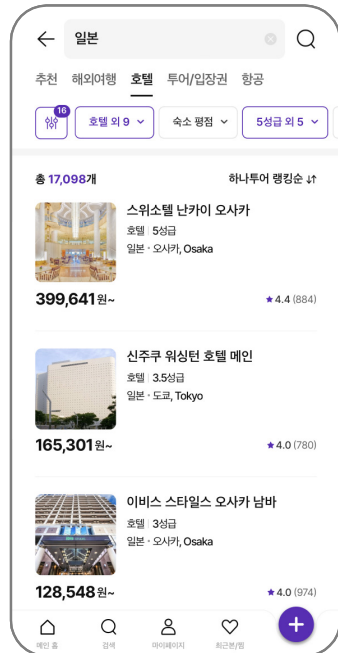 일본
추천 해외여행 호텔 투어/입장권 항공
16
호텔 외 9 숙소 평점 5성급 외 5
총 17,098개 하나투어 랭킹순
스위소텔 난카이 오사카
호텔 | 5성급
일본 · 오사카, Osaka
399,641원~ ★4.4 (884)
신주쿠 워싱턴 호텔 메인
호텔 | 3.5성급
일본 · 도쿄, Tokyo
165,301원~ ★4.0 (780)
이비스 스타일스 오사카 남바
호텔 | 3성급
일본 · 오사카, Osaka
128,548원~ ★4.0 (974)
메인 홈 검색 마이페이지 최근본/찜